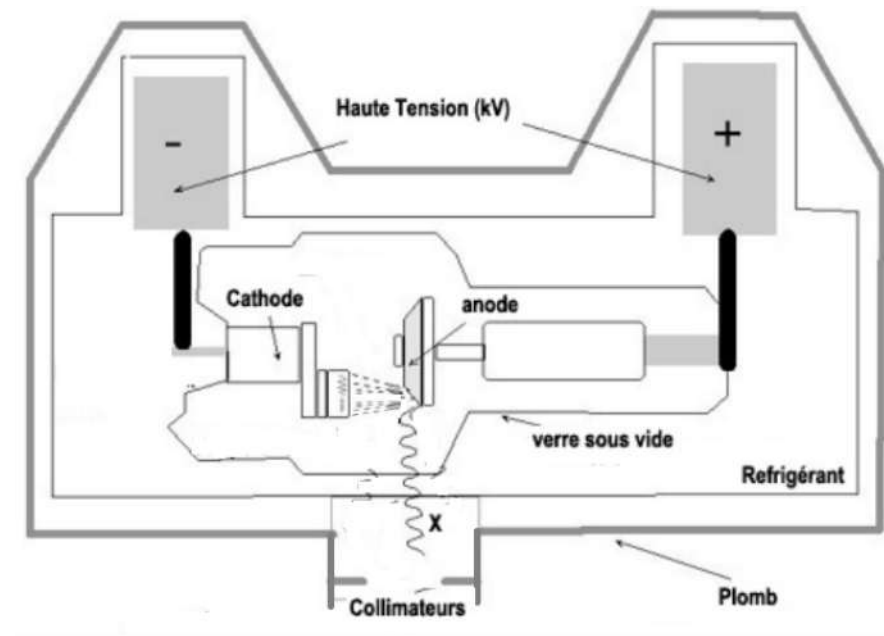 Haute Tension (kV)
-
+
Cathode
anode
verre sous vide
Refrigérant
X
Plomb
Collimateurs